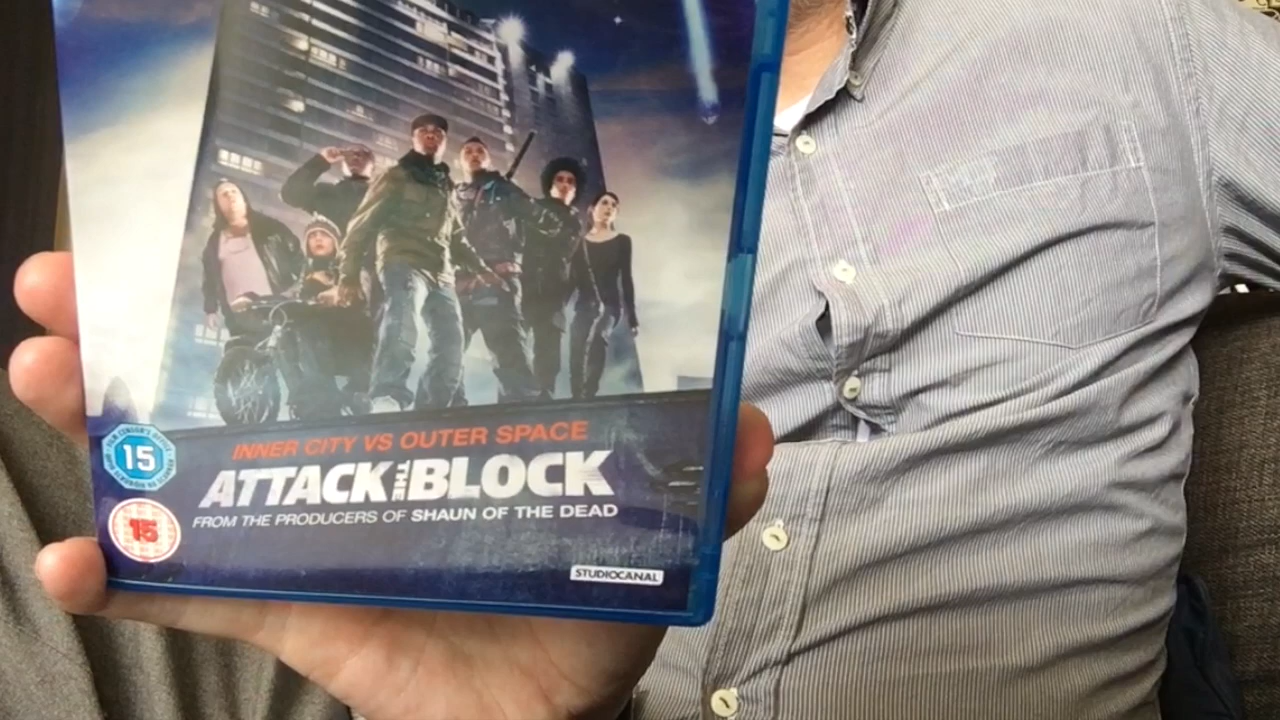 INNER CITY VS OUTER SPACE
ATTACK THE BLOCK
FROM THE PRODUCERS OF SHAUN OF THE DEAD
15
15
STUDIOCANAL